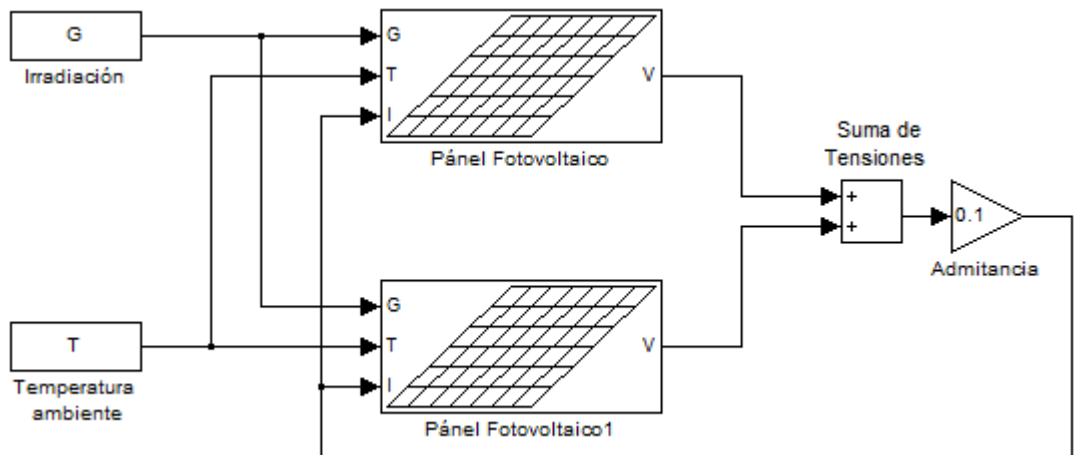 G
Irradiación
G
T
I
V
Pánel Fotovoltaico
Suma de
Tensiones
+
+
0.1
Admitancia
T
Temperatura
ambiente
G
T
I
V
Pánel Fotovoltaico1